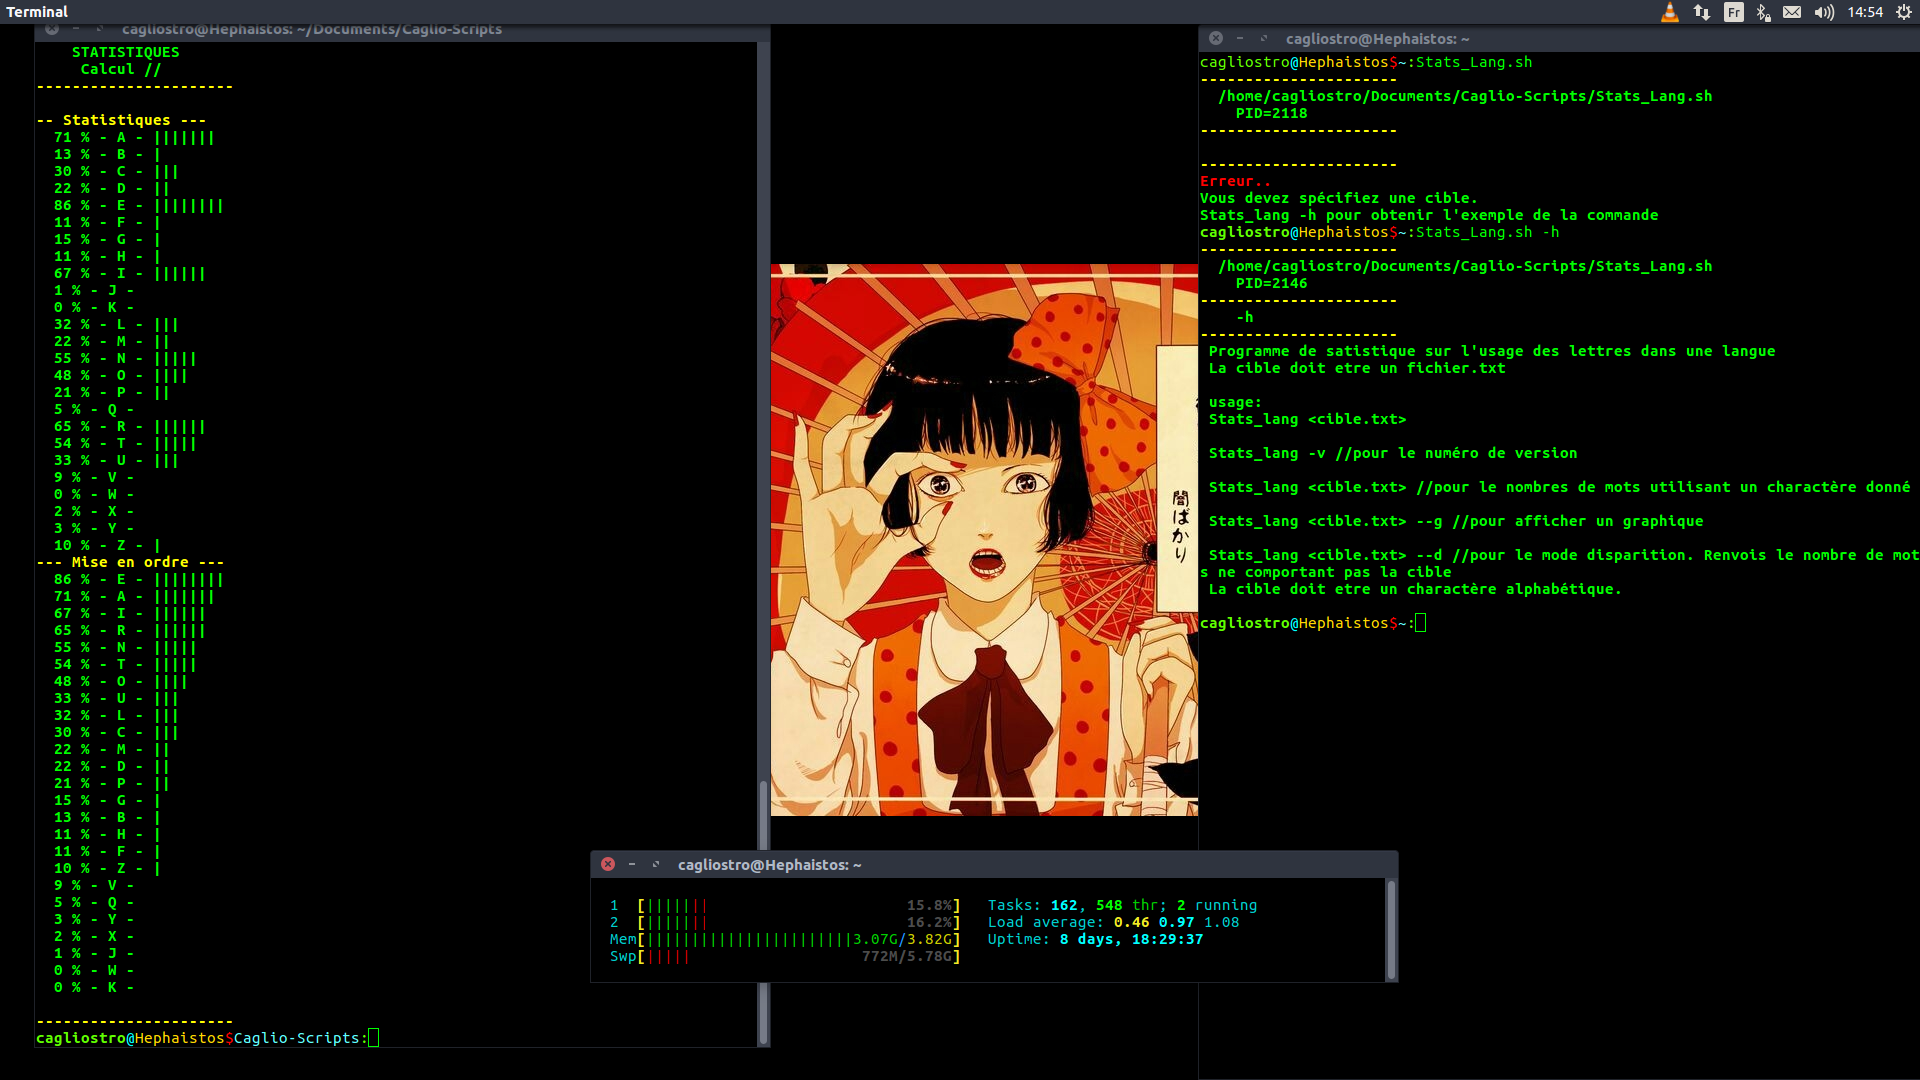 Terminal
Fr
14:54
cagliostro@Hephaistos: ~/Documents/Caglio-Scripts
STATISTIQUES
Calcul //
----------------------
-- Statistiques ---
71 % - A - |||||||
13 % - B - |
30 % - C - |||
22 % - D - ||
86 % - E - ||||||||
11 % - F - |
15 % - G - |
11 % - H - |
67 % - I - ||||||
1 % - J -
0 % - K -
32 % - L - |||
22 % - M - ||
55 % - N - |||||
48 % - O - ||||
21 % - P - ||
5 % - Q -
65 % - R - ||||||
54 % - T - |||||
33 % - U - |||
9 % - V -
0 % - W -
2 % - X -
3 % - Y -
10 % - Z - |
--- Mise en ordre ---
86 % - E - ||||||||
71 % - A - |||||||
67 % - I - ||||||
65 % - R - ||||||
55 % - N - |||||
54 % - T - |||||
48 % - O - ||||
33 % - U - |||
32 % - L - |||
30 % - C - |||
22 % - M - ||
22 % - D - ||
21 % - P - ||
15 % - G - |
13 % - B - |
11 % - H - |
11 % - F - |
10 % - Z - |
9 % - V -
5 % - Q -
3 % - Y -
2 % - X -
1 % - J -
0 % - W -
0 % - K -
----------------------
cagliostro@Hephaistos$Caglio-Scripts:
闇ばかり
cagliostro@Hephaistos: ~
cagliostro@Hephaistos$~:Stats_Lang.sh
----------------------
/home/cagliostro/Documents/Caglio-Scripts/Stats_Lang.sh
PID=2118
----------------------
----------------------
Erreur..
Vous devez spécifiez une cible.
Stats_lang -h pour obtenir l'exemple de la commande
cagliostro@Hephaistos$~:Stats_Lang.sh -h
----------------------
/home/cagliostro/Documents/Caglio-Scripts/Stats_Lang.sh
PID=2146
----------------------
-h
----------------------
Programme de satistique sur l'usage des lettres dans une langue
La cible doit etre un fichier.txt
usage:
Stats_lang <cible.txt>
Stats_lang -v //pour le numéro de version
Stats_lang <cible.txt> //pour le nombres de mots utilisant un charactère donné
Stats_lang <cible.txt> --g //pour afficher un graphique
Stats_lang <cible.txt> --d //pour le mode disparition. Renvois le nombre de mot
s ne comportant pas la cible
La cible doit etre un charactère alphabétique.
cagliostro@Hephaistos$~:
cagliostro@Hephaistos: ~
1 [||||||| 15.8%] Tasks: 162, 548 thr; 2 running
2 [||||||| 16.2%] Load average: 0.46 0.97 1.08
Mem[|||||||||||||||||||||||3.07G/3.82G] Uptime: 8 days, 18:29:37
Swp[||||| 772M/5.78G]